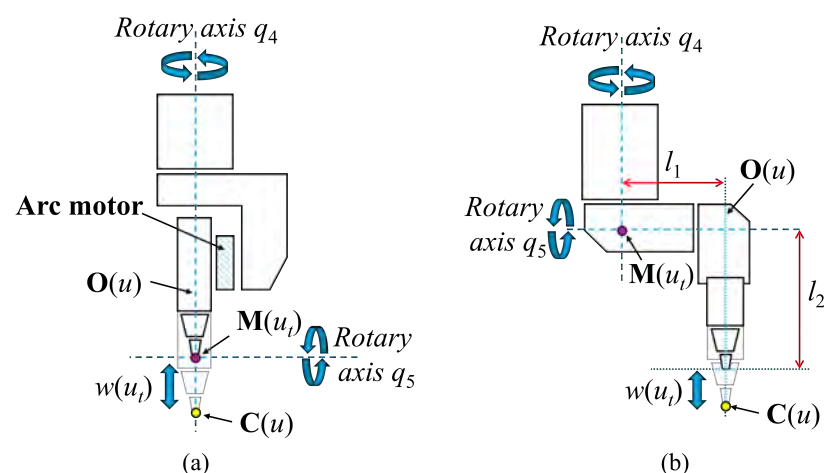 Rotary axis q4
Arc motor
O(u)
M(ut)
Rotary
axis q5
w(ut)
C(u)
(a)
Rotary axis q4
l1
O(u)
Rotary
axis q5
M(ut)
l2
w(ut)
C(u)
(b)